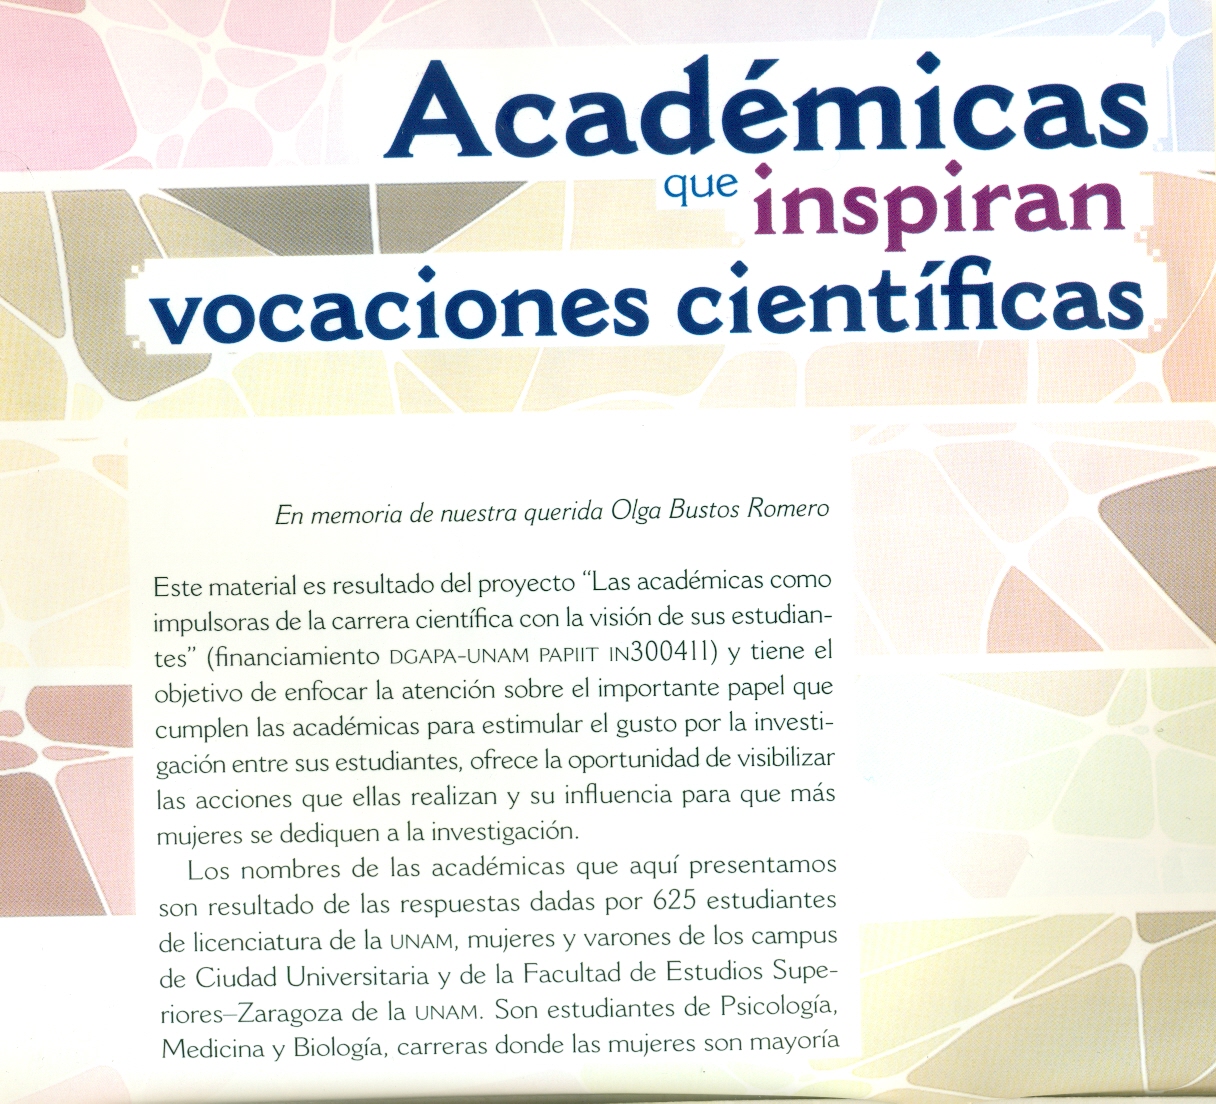 Académicas
que inspiran
vocaciones científicas
En memoria de nuestra querida Olga Bustos Romero
Este material es resultado del proyecto “Las académicas como
impulsoras de la carrera científica con la visión de sus estudian-
tes” (financiamiento DGAPA-UNAM PAPIIT IN300411) y tiene el
objetivo de enfocar la atención sobre el importante papel que
cumplen las académicas para estimular el gusto por la investi-
gación entre sus estudiantes, ofrece la oportunidad de visibilizar
las acciones que ellas realizan y su influencia para que más
mujeres se dediquen a la investigación.
Los nombres de las académicas que aquí presentamos
son resultado de las respuestas dadas por 625 estudiantes
de licenciatura de la UNAM, mujeres y varones de los campus
de Ciudad Universitaria y de la Facultad de Estudios Supe-
riores–Zaragoza de la UNAM. Son estudiantes de Psicología,
Medicina y Biología, carreras donde las mujeres son mayoría